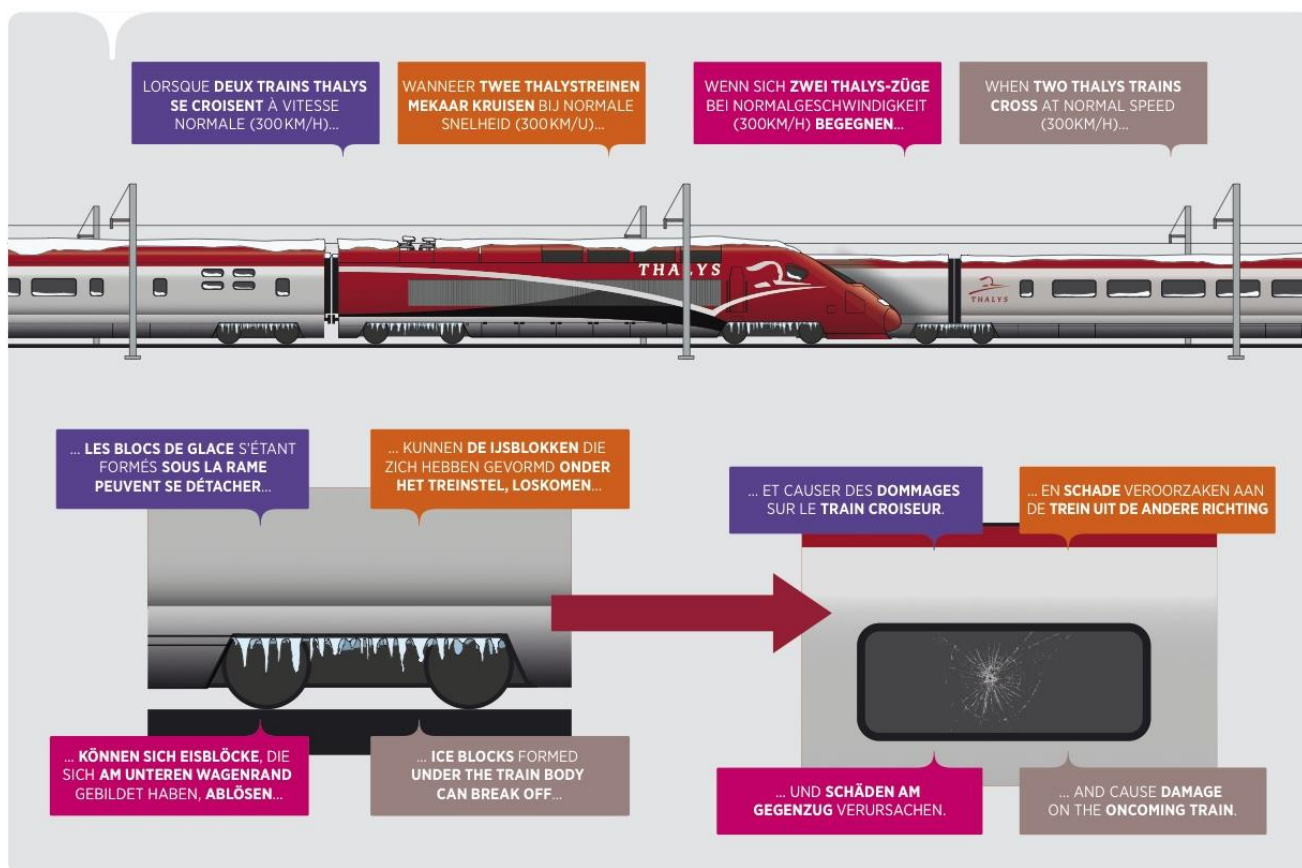 LORSQUE DEUX TRAINS THALYS
SE CROISENT À VITESSE
NORMALE (300KM/H)...
WANNEER TWEE THALYSTREINEN
MEKAAR KRUISEN BIJ NORMALE
SNELHEID (300KM/U)...
WENN SICH ZWEI THALYS-ZÜGE
BEI NORMALGESCHWINDIGKEIT
(300KM/H) BEGEGNEN...
WHEN TWO THALYS TRAINS
CROSS AT NORMAL SPEED
(300KM/H)...
THALYS
THALYS
... LES BLOCS DE GLACE S'ÉTANT
FORMÉS SOUS LA RAME
PEUVENT SE DÉTACHER...
... KUNNEN DE IJSBLOKKEN DIE
ZICH HEBBEN GEVORMD ONDER
HET TREINSTEL, LOSKOMEN...
... ET CAUSER DES DOMMAGES
SUR LE TRAIN CROISEUR.
... EN SCHADE VEROORZAKEN AAN
DE TREIN UIT DE ANDERE RICHTING
... KÖNNEN SICH EISBLÖCKE, DIE
SICH AM UNTEREN WAGENRAND
GEBILDET HABEN, ABLÖSEN...
... ICE BLOCKS FORMED
UNDER THE TRAIN BODY
CAN BREAK OFF...
... UND SCHÄDEN AM
GEGENZUG VERURSACHEN.
... AND CAUSE DAMAGE
ON THE ONCOMING TRAIN.